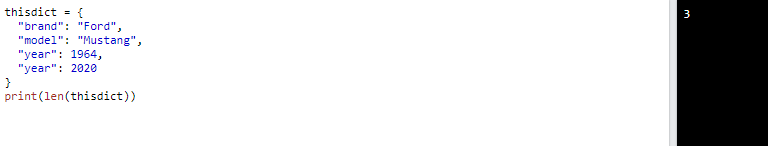 thisdict = {
  "brand": "Ford",
  "model": "Mustang",
  "year": 1964,
  "year": 2020
}
print(len(thisdict))
3